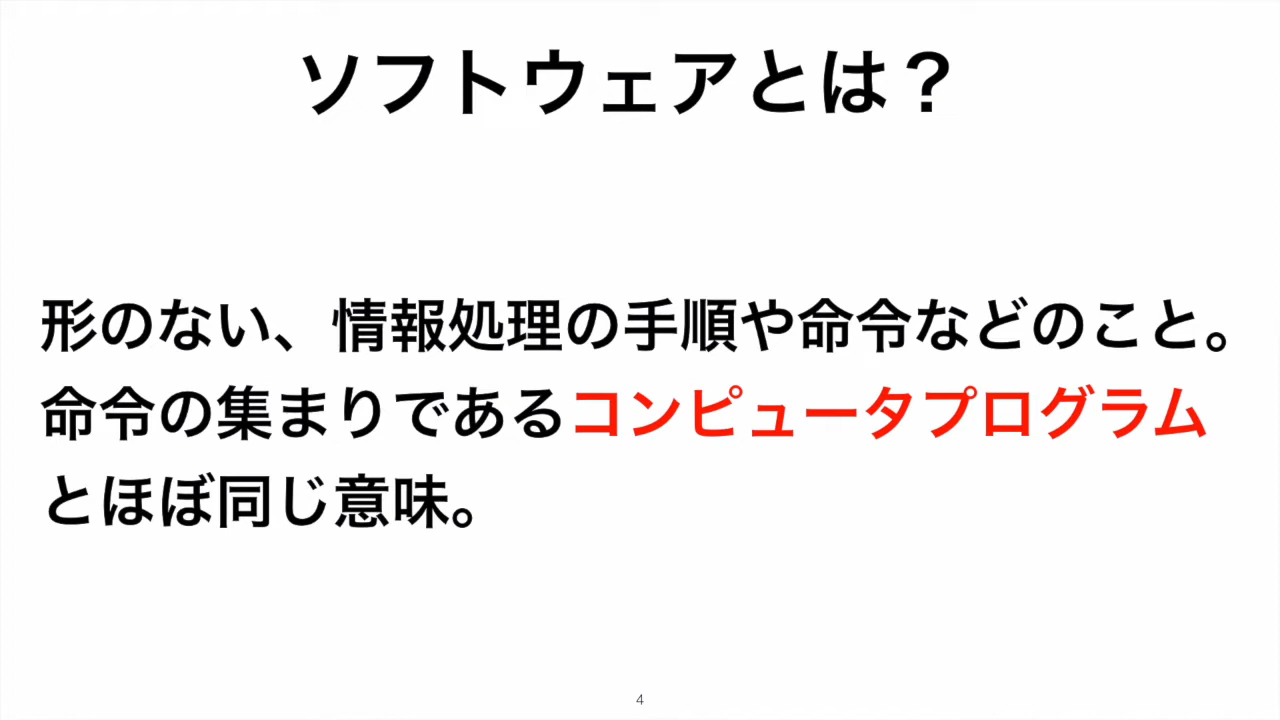 ソフトウェアとは？
形のない、情報処理の手順や命令などのこと。
命令の集まりであるコンピュータプログラム
とほぼ同じ意味。
4